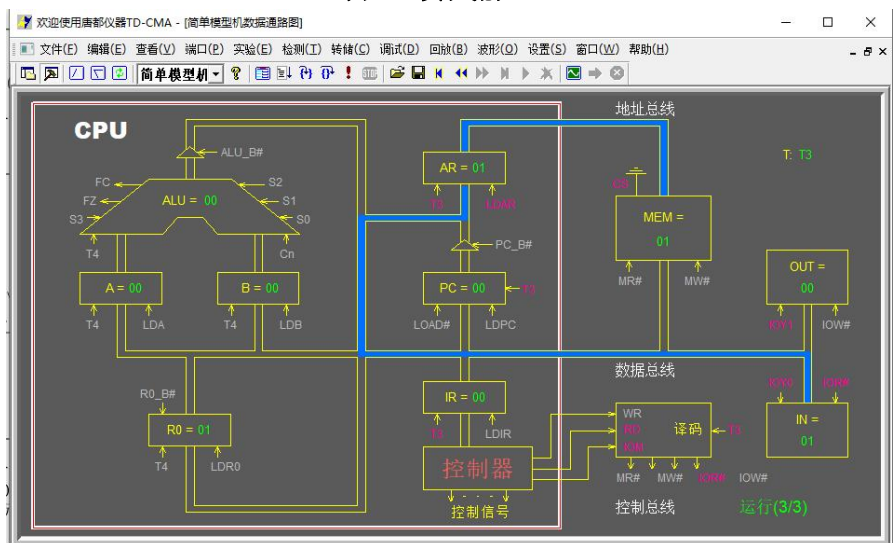 欢迎使用唐都仪器TD-CMA - [简单模型机数据通路图]
文件(F) 编辑(E) 查看(V) 端口(P) 实验(E) 检测(T) 转储(C) 调试(D) 回放(B) 波形(O) 设置(S) 窗口(W) 帮助(H)
简单模型机
CPU
地址总线
ALU_B#
T: T3
AR = 01
CS
FC
S2
FZ
ALU = 00
S1
T3
LDAR
S3
S0
MEM =
01
T4
Cn
PC_B#
MR#
MW#
OUT =
00
A = 00
B = 00
PC = 00
T3
T4
LDA
T4
LDB
LOAD#
LDPC
IOY1
IOW#
数据总线
R0_B#
IR = 00
IOY0
IOR#
WR
R0 = 01
RD
译码
T3
IN =
01
T3
LDIR
IOM
T4
LDR0
控制器
MR#
MW#
IOR#
IOW#
控制信号
控制总线
运行(3/3)